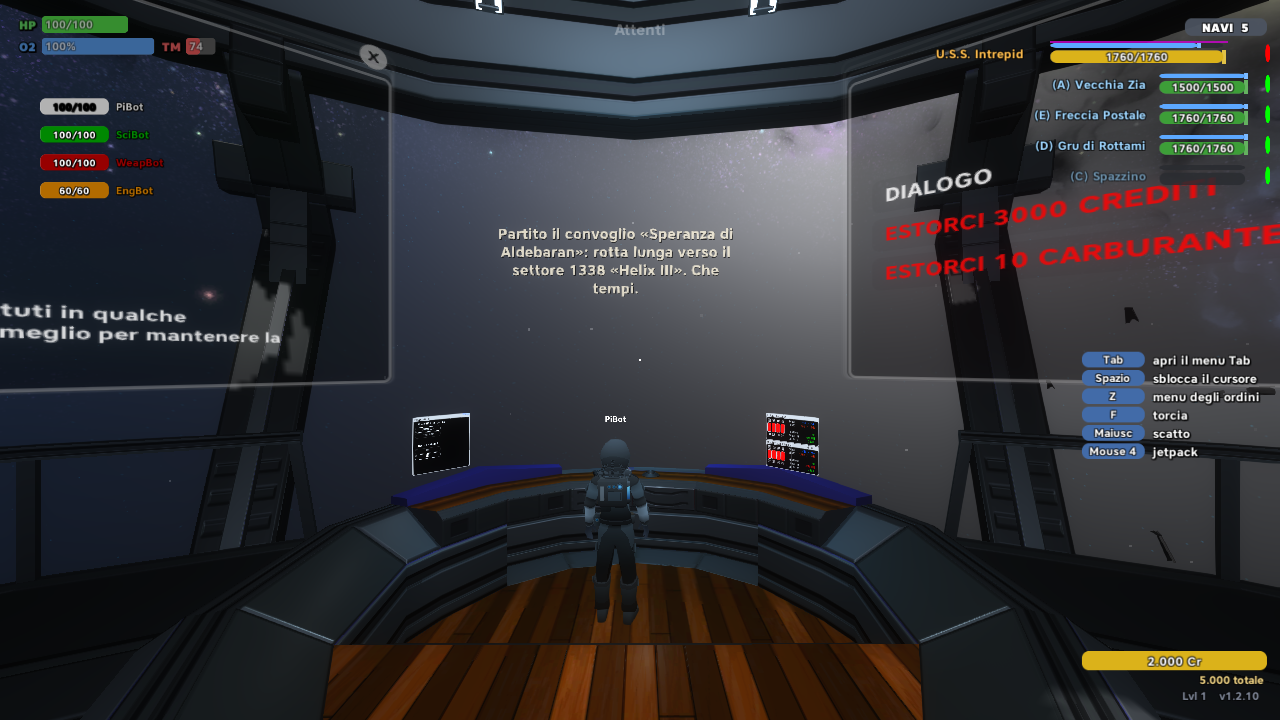 HP 100/100
O2 100% TM 74
100/100 PiBot
100/100 SciBot
100/100 WeapBot
60/60 EngBot
Attenti
NAVI 5
U.S.S. Intrepid 1760/1760
(A) Vecchia Zia 1500/1500
(E) Freccia Postale 1760/1760
(D) Gru di Rottami 1760/1760
(C) Spazzino
DIALOGO
ESTORCI 3000 CREDITI
ESTORCI 10 CARBURANTE
Partito il convoglio «Speranza di
Aldebaran»: rotta lunga verso il
settore 1338 «Helix III». Che
tempi.
tuti in qualche
meglio per mantenere la
PiBot
Tab apri il menu Tab
Spazio sblocca il cursore
Z menu degli ordini
F torcia
Maiusc scatto
Mouse 4 jetpack
2.000 Cr
5.000 totale
Lvl 1 v1.2.10